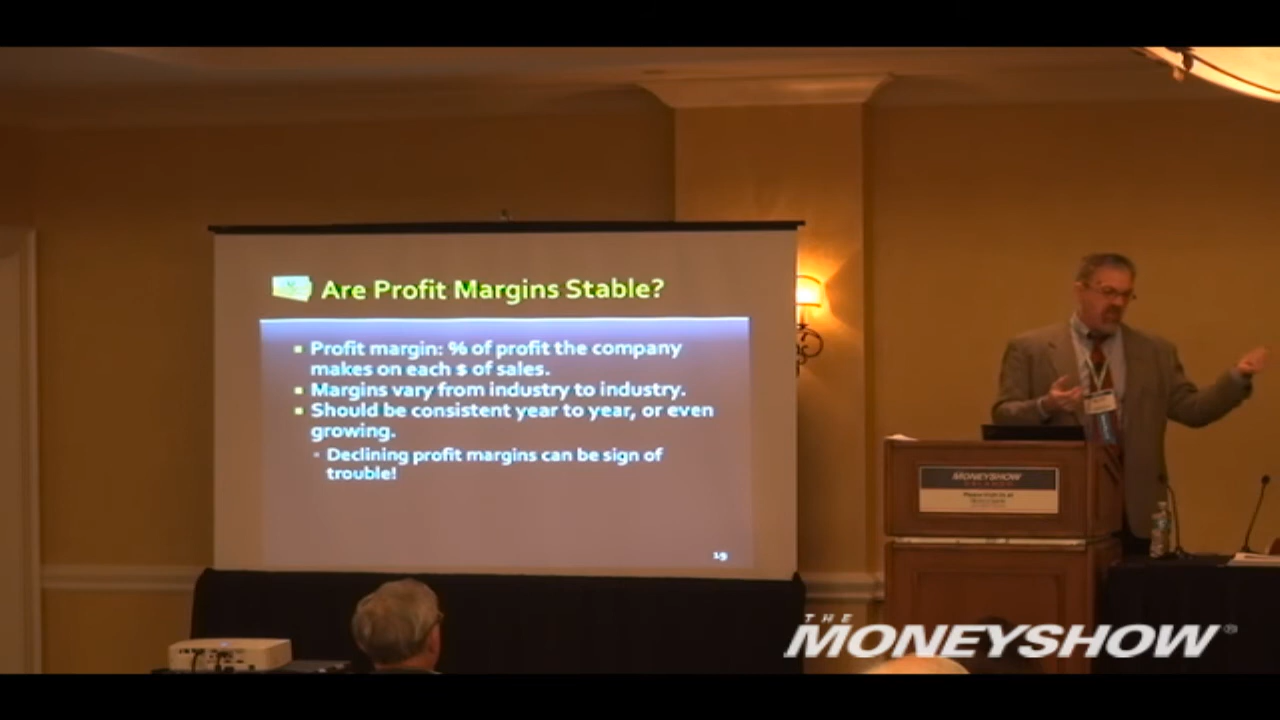 Are Profit Margins Stable?
Profit margin: % of profit the company
makes on each $ of sales.
Margins vary from industry to industry.
Should be consistent year to year, or even
growing.
Declining profit margins can be sign of
trouble!
19
MONEYSHOW
ORLANDO
THE
MONEYSHOW®